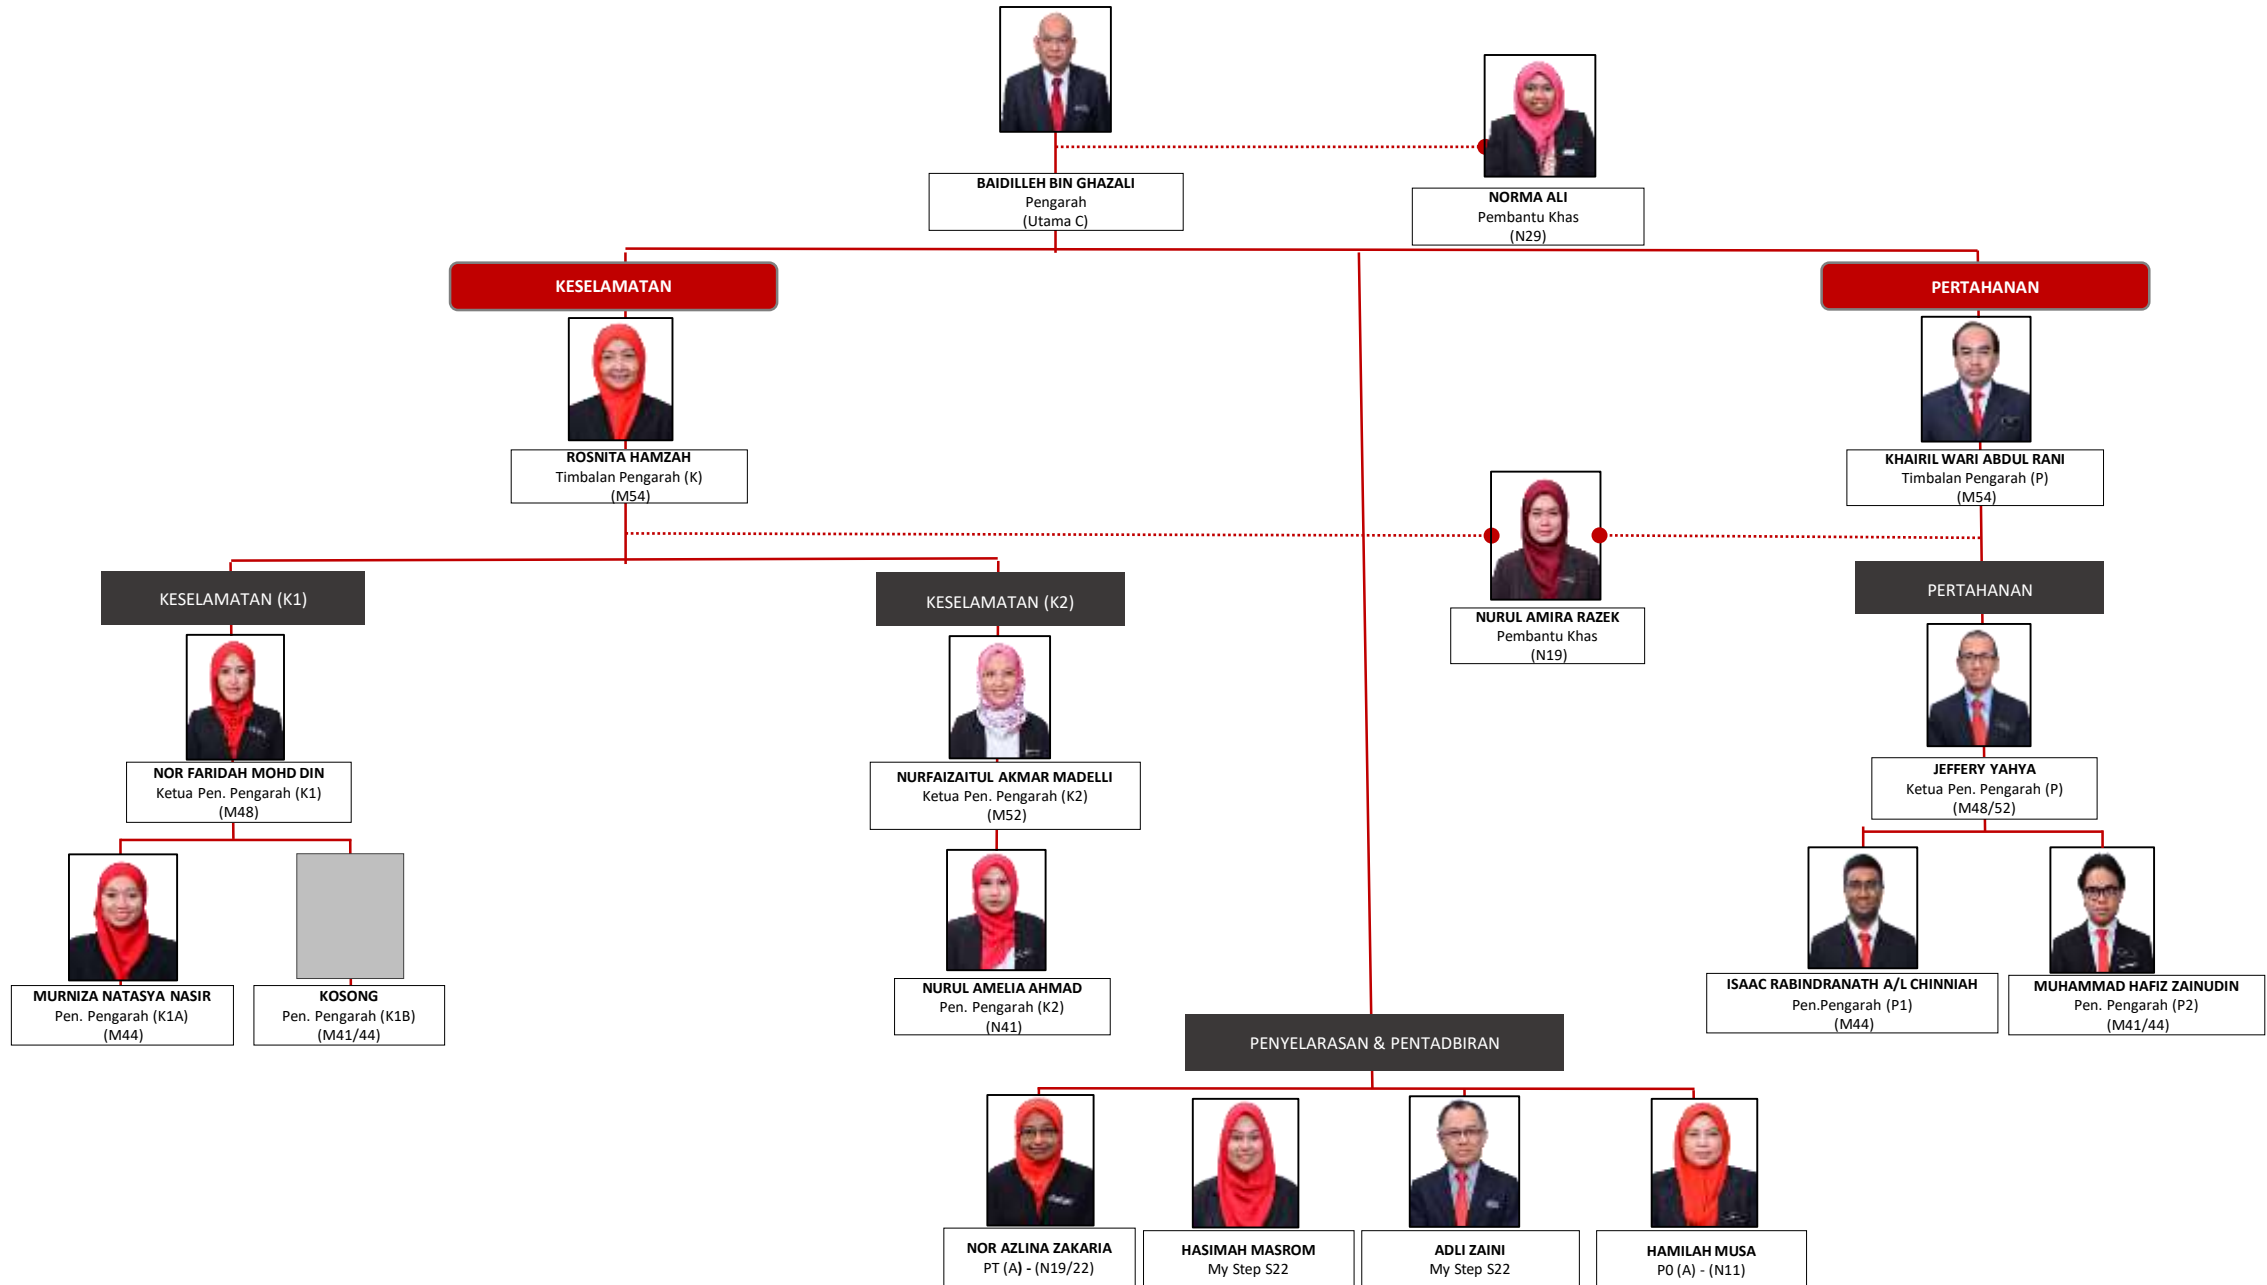 BAIDILLEH BIN GHAZALI
Pengarah
(Utama C)
NORMA ALI
Pembantu Khas
(N29)
KESELAMATAN
PERTAHANAN
ROSNITA HAMZAH
Timbalan Pengarah (K)
(M54)
KHAIRIL WARI ABDUL RANI
Timbalan Pengarah (P)
(M54)
NURUL AMIRA RAZEK
Pembantu Khas
(N19)
KESELAMATAN (K1)
KESELAMATAN (K2)
PERTAHANAN
NOR FARIDAH MOHD DIN
Ketua Pen. Pengarah (K1)
(M48)
NURFAIZAITUL AKMAR MADELLI
Ketua Pen. Pengarah (K2)
(M52)
JEFFERY YAHYA
Ketua Pen. Pengarah (P)
(M48/52)
MURNIZA NATASYA NASIR
Pen. Pengarah (K1A)
(M44)
KOSONG
Pen. Pengarah (K1B)
(M41/44)
NURUL AMELIA AHMAD
Pen. Pengarah (K2)
(N41)
ISAAC RABINDRANATH A/L CHINNIAH
Pen.Pengarah (P1)
(M44)
MUHAMMAD HAFIZ ZAINUDIN
Pen. Pengarah (P2)
(M41/44)
PENYELARASAN & PENTADBIRAN
NOR AZLINA ZAKARIA
PT (A) - (N19/22)
HASIMAH MASROM
My Step S22
ADLI ZAINI
My Step S22
HAMILAH MUSA
P0 (A) - (N11)